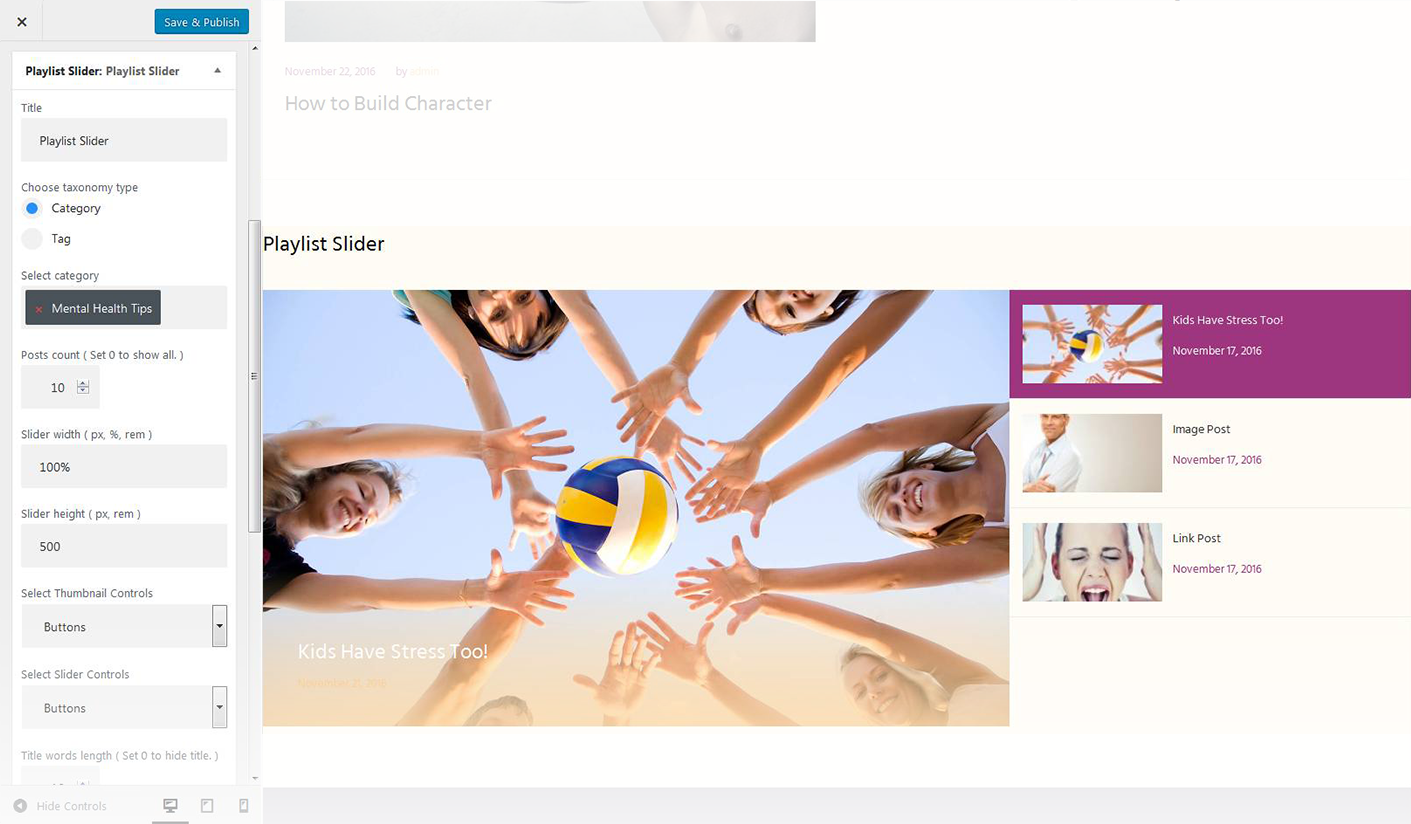 × Save & Publish
Playlist Slider: Playlist Slider
Title
Playlist Slider
Choose taxonomy type
Category
Tag
Select category
× Mental Health Tips
Posts count ( Set 0 to show all. )
10
Slider width ( px, %, rem )
100%
Slider height ( px, rem )
500
Select Thumbnail Controls
Buttons
Select Slider Controls
Buttons
Title words length ( Set 0 to hide title. )
Hide Controls
November 22, 2016 by admin
How to Build Character
Playlist Slider
Kids Have Stress Too!
Kids Have Stress Too!
November 17, 2016
Image Post
November 17, 2016
Link Post
November 17, 2016